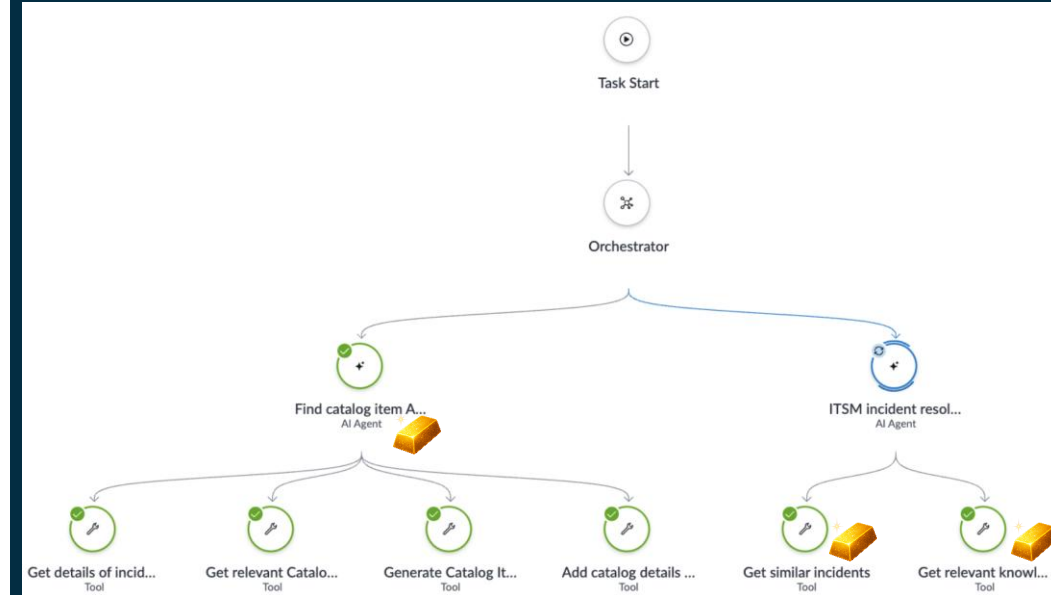 Task Start
Orchestrator
Find catalog item A...
AI Agent
ITSM incident resol...
AI Agent
Get details of incid...
Tool
Get relevant Catalo...
Tool
Generate Catalog It...
Tool
Add catalog details ...
Tool
Get similar incidents
Tool
Get relevant knowl...
Tool